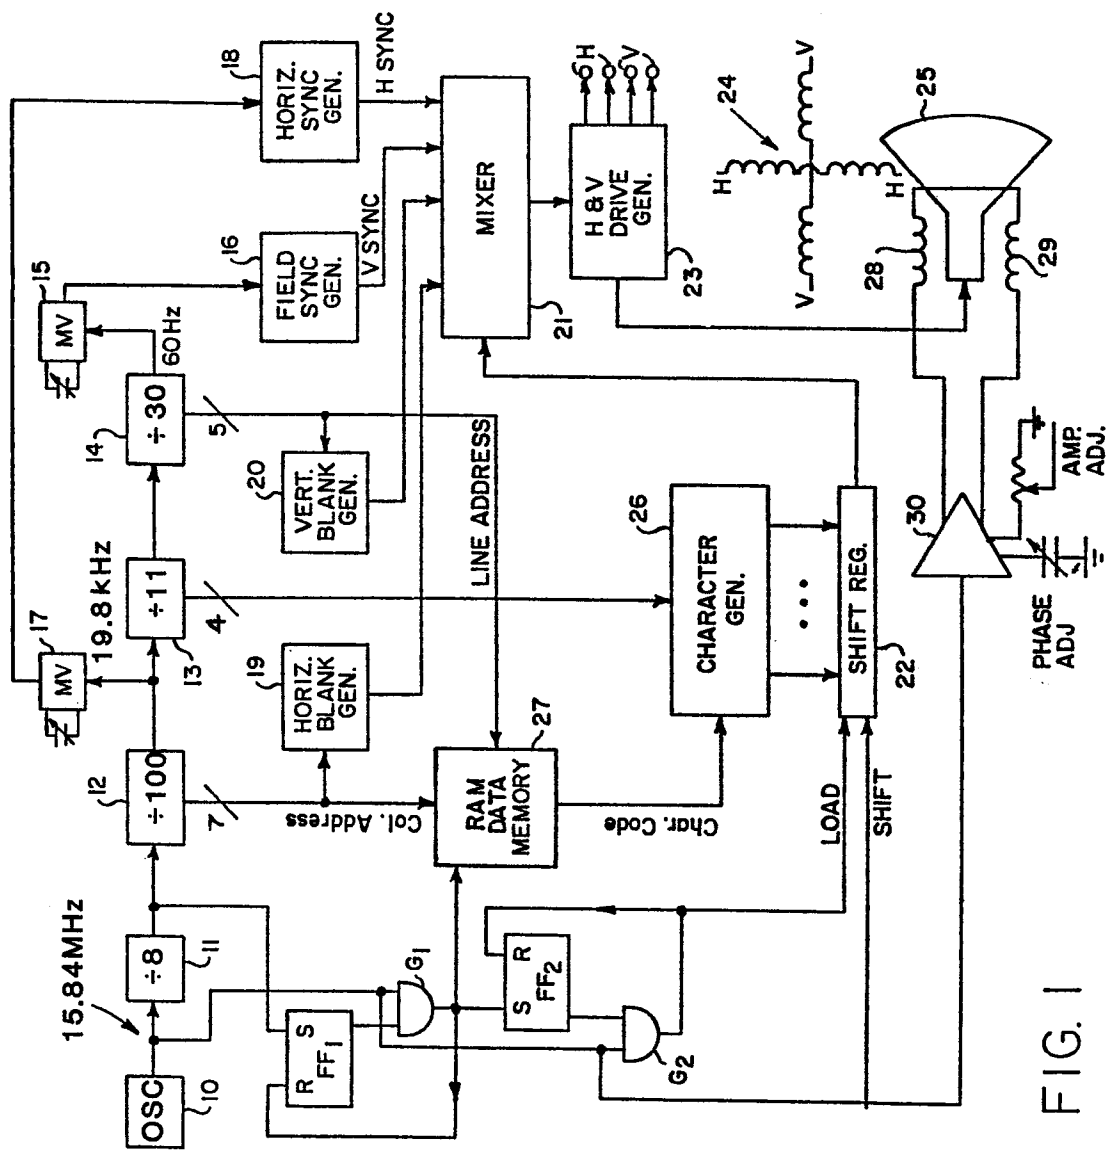 15.84MHz
OSC
10
÷8
11
÷100
12
19.8kHz
÷11
13
÷30
14
60Hz
MV
15
MV
17
FIELD
SYNC
GEN.
16
HORIZ.
SYNC
GEN.
18
V SYNC
H SYNC
7
4
5
HORIZ.
BLANK
GEN.
19
VERT.
BLANK
GEN.
20
Col. Address
LINE ADDRESS
MIXER
21
R
S
FF1
G1
S
R
FF2
G2
RAM
DATA
MEMORY
27
Char. Code
CHARACTER
GEN.
26
H & V
DRIVE
GEN.
23
H
V
24
H
H
V
V
LOAD
SHIFT
SHIFT REG.
22
25
28
29
30
PHASE
ADJ
AMP.
ADJ.
FIG. 1